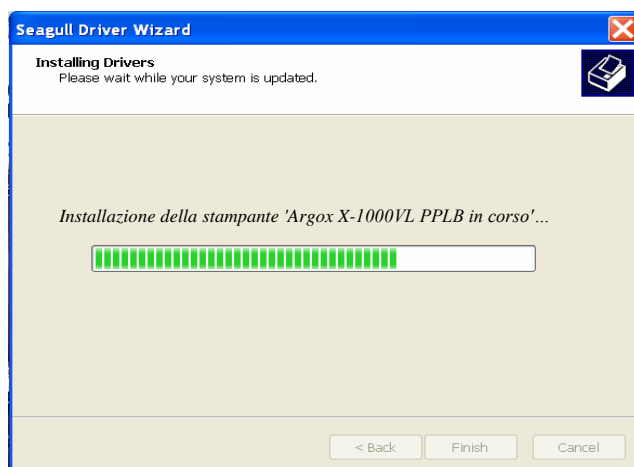 Seagull Driver Wizard
Installing Drivers
Please wait while your system is updated.
Installazione della stampante 'Argox X-1000VL PPLB in corso'...
< Back Finish Cancel